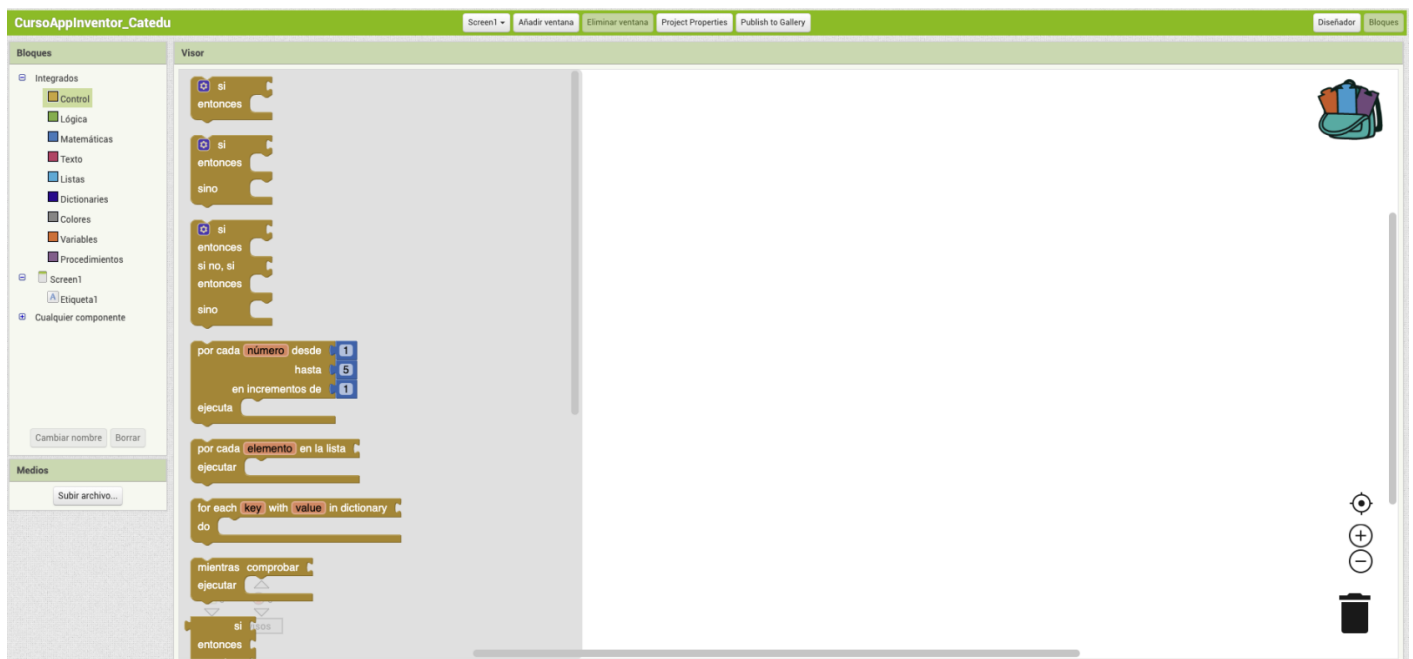 CursoAppInventor_Catedu
Screen1 Añadir ventana Eliminar ventana Project Properties Publish to Gallery
Diseñador Bloques
Bloques
Integrados
Control
Lógica
Matemáticas
Texto
Listas
Dictionaries
Colores
Variables
Procedimientos
Screen1
A Etiqueta1
Cualquier componente
Cambiar nombre Borrar
Medios
Subir archivo...
Visor
si
entonces
si
entonces
sino
si
entonces
si no, si
entonces
sino
por cada número desde 1
hasta 5
en incrementos de 1
ejecuta
por cada elemento en la lista
ejecutar
for each key with value in dictionary
do
mientras comprobar
ejecutar
si
entonces